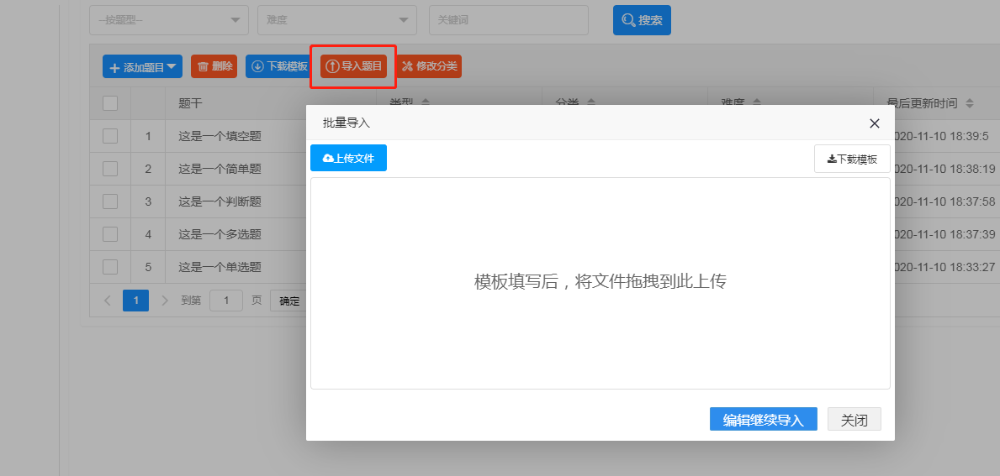 --按题型--
难度
关键词
搜索
添加题目
删除
下载模板
导入题目
修改分类
题干
类型
分类
难度
最后更新时间
批量导入
上传文件
下载模板
1 这是一个填空题
020-11-10 18:39:5
2 这是一个简单题
020-11-10 18:38:19
3 这是一个判断题
020-11-10 18:37:58
4 这是一个多选题
020-11-10 18:37:39
5 这是一个单选题
020-11-10 18:33:27
模板填写后，将文件拖拽到此上传
1 到第 1 页 确定
编辑继续导入
关闭